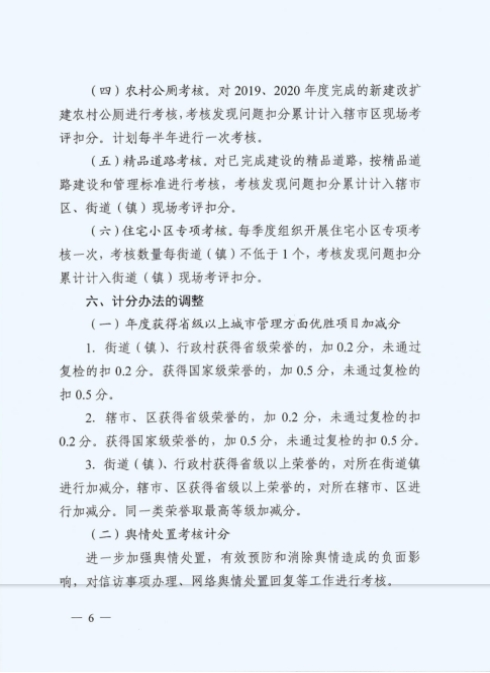 （四）农村公厕考核。对 2019、2020 年度完成的新建改扩
建农村公厕进行考核，考核发现问题扣分累计计入辖市区现场考
评扣分。计划每半年进行一次考核。
（五）精品道路考核。对已完成建设的精品道路，按精品道
路建设和管理标准进行考核，考核发现问题扣分累计计入辖市
区、街道（镇）现场考评扣分。
（六）住宅小区专项考核。每季度组织开展住宅小区专项考
核一次，考核数量每街道（镇）不低于 1 个，考核发现问题扣分
累计计入街道（镇）现场考评扣分。
六、计分办法的调整
（一）年度获得省级以上城市管理方面优胜项目加减分
1. 街道（镇）、行政村获得省级荣誉的，加 0.2 分，未通过
复检的扣 0.2 分。获得国家级荣誉的，加 0.5 分，未通过复检的
扣 0.5 分。
2. 辖市、区获得省级荣誉的，加 0.2 分，未通过复检的扣
0.2 分。获得国家级荣誉的，加 0.5 分，未通过复检的扣 0.5 分。
3. 街道（镇）、行政村获得省级以上荣誉的，对所在街道镇
进行加减分，辖市、区获得省级以上荣誉的，对所在辖市、区进
行加减分。同一类荣誉取最高等级加减分。
（二）舆情处置考核计分
进一步加强舆情处置，有效预防和消除舆情造成的负面影
响，对信访事项办理、网络舆情处置回复等工作进行考核。
— 6 —